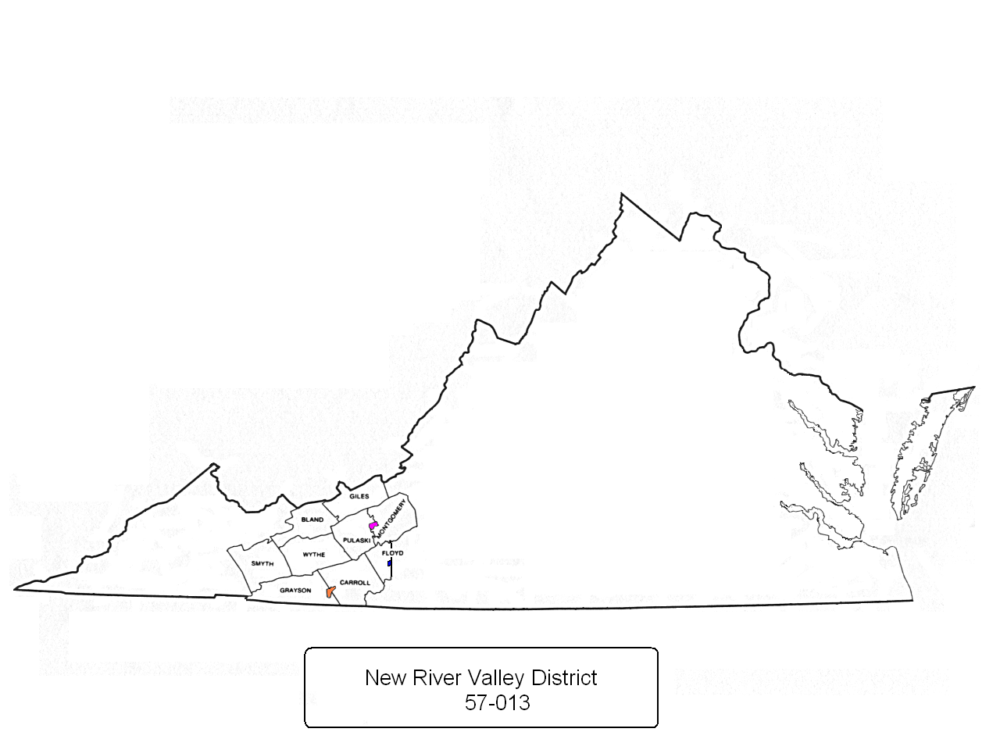 GILES
MONTGOMERY
BLAND
PULASKI
WYTHE
FLOYD
SMYTH
CARROLL
GRAYSON
New River Valley District
57-013